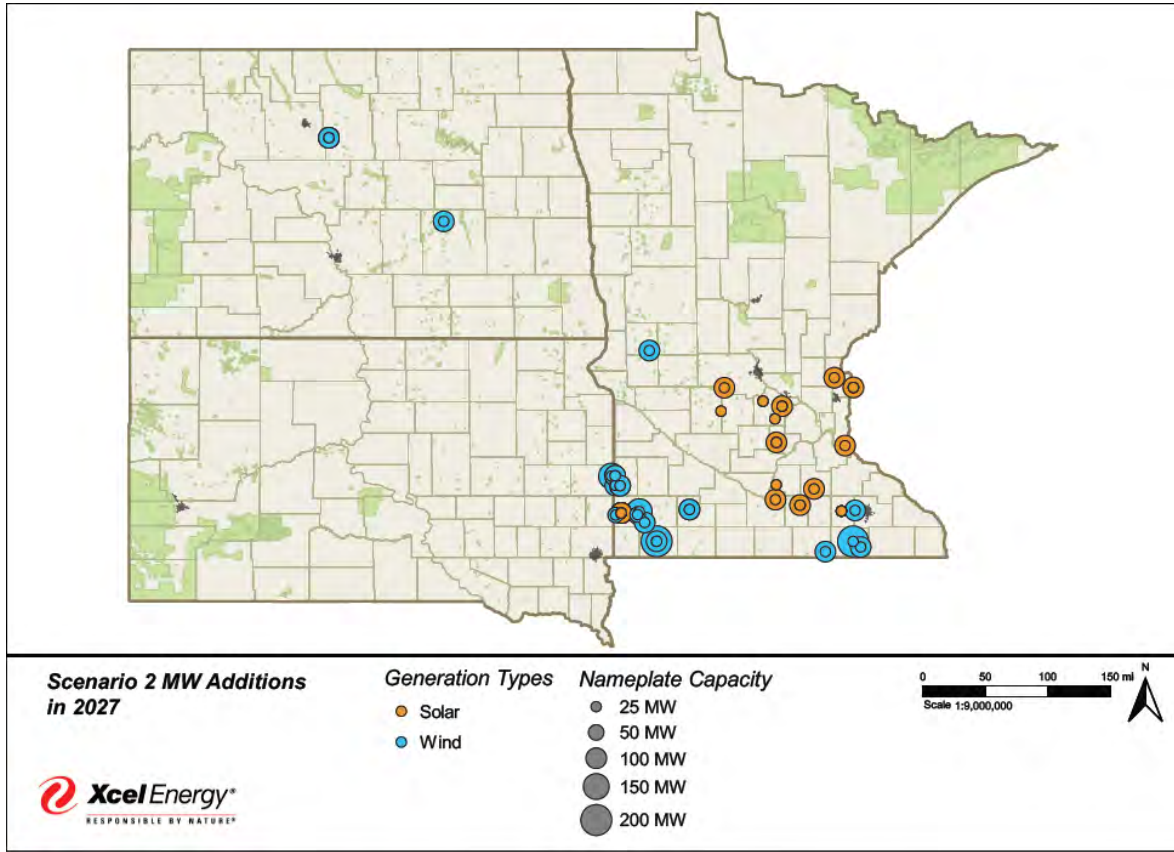 Scenario 2 MW Additions
in 2027
Xcel Energy®
RESPONSIBLE BY NATURE®
Generation Types
Solar
Wind
Nameplate Capacity
25 MW
50 MW
100 MW
150 MW
200 MW
0 50 100 150 mi
Scale 1:9,000,000
N